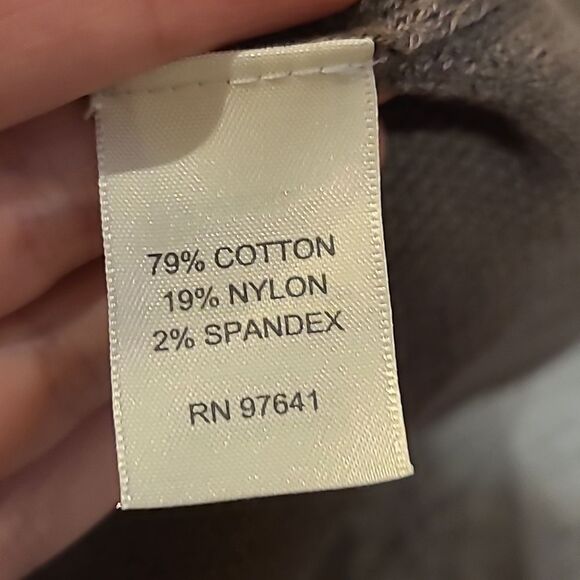 79% COTTON
19% NYLON
2% SPANDEX
RN 97641